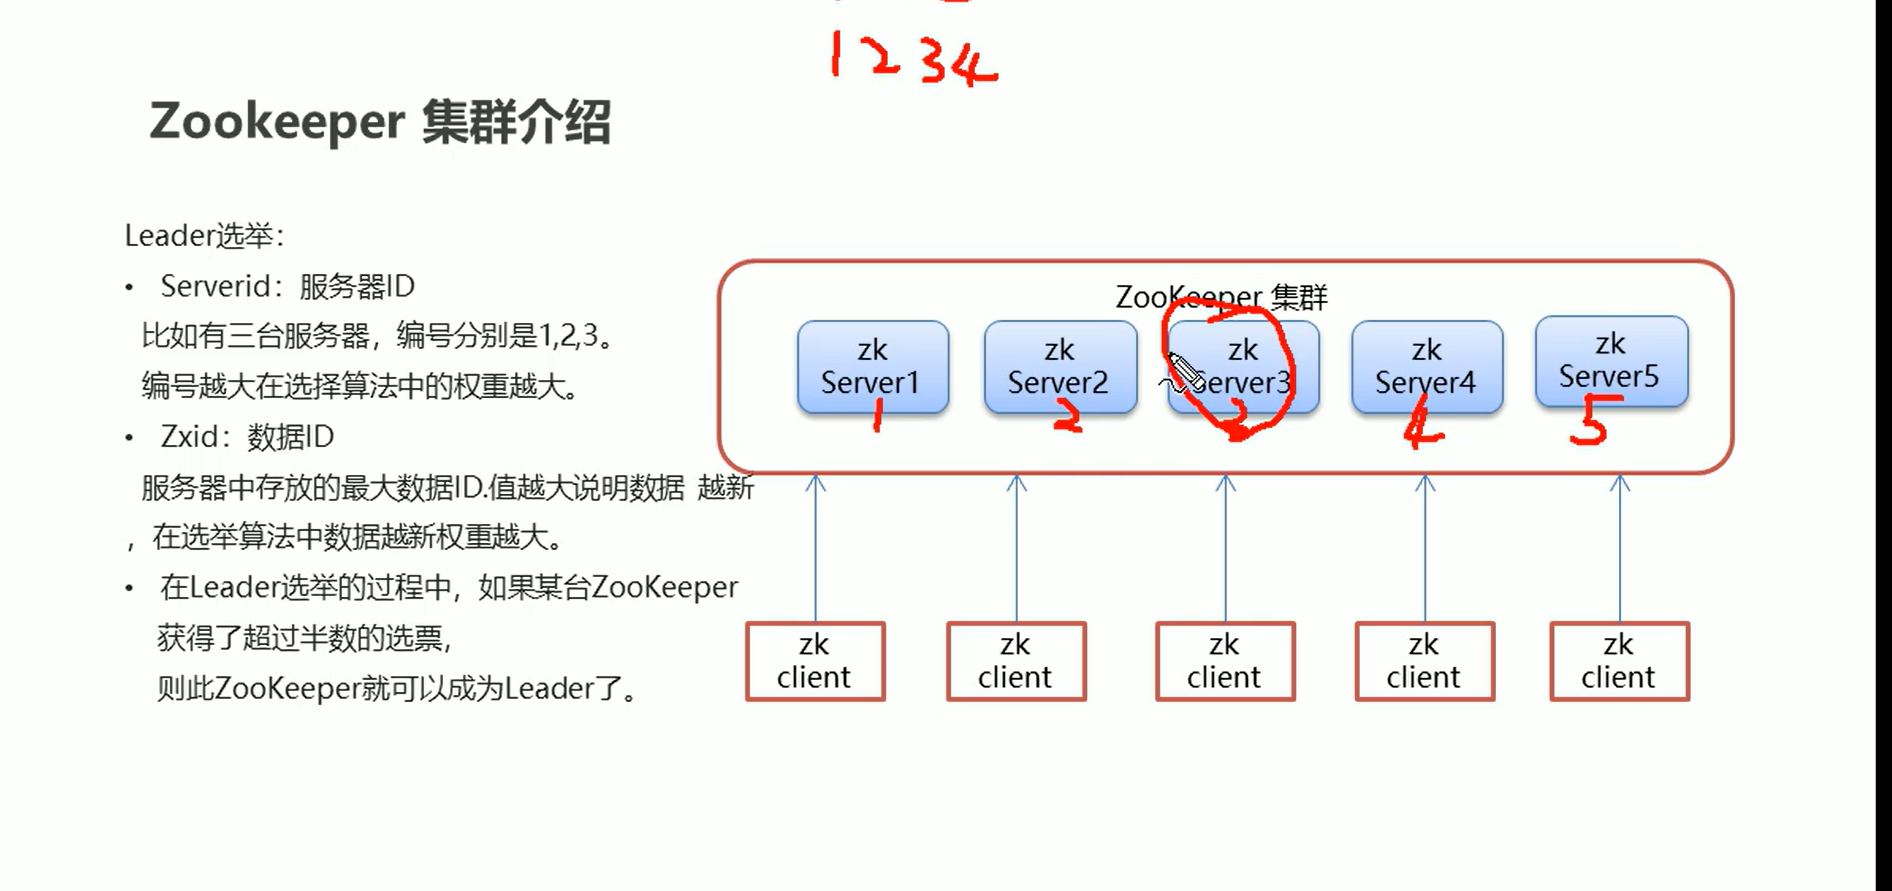 1 2 3 4
Zookeeper 集群介绍
Leader选举：
• Serverid：服务器ID
比如有三台服务器，编号分别是1,2,3。
编号越大在选择算法中的权重越大。
• Zxid：数据ID
服务器中存放的最大数据ID.值越大说明数据 越新
，在选举算法中数据越新权重越大。
• 在Leader选举的过程中，如果某台ZooKeeper
获得了超过半数的选票，
则此ZooKeeper就可以成为Leader了。
ZooKeeper 集群
zk
Server1
1
zk
Server2
2
zk
Server3
3
zk
Server4
4
zk
Server5
5
zk
client
zk
client
zk
client
zk
client
zk
client